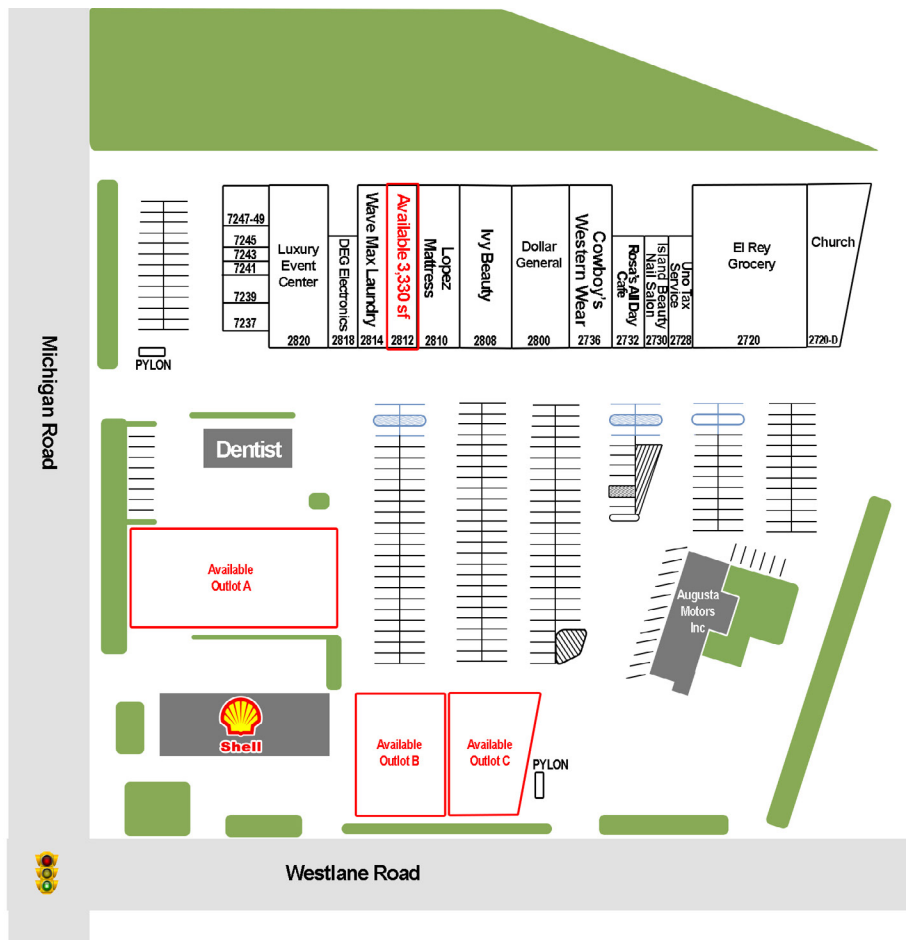 7247-49
7245
7243
7241
7239
7237
Luxury
Event
Center
2820
DEG Electronics
2818
Wave Max Laundry
2814
Available 3,330 sf
2812
Lopez
Mattress
2810
Ivy Beauty
2808
Dollar
General
2800
Cowboy's
Western Wear
2736
Rosa's All Day
Cafe
2732
Island Beauty
Nail Salon
2730
Uno Tax
Service
2728
El Rey
Grocery
2720
Church
2720-D
PYLON
Michigan Road
Dentist
Available
Outlot A
Augusta
Motors
Inc
Shell
Available
Outlot B
Available
Outlot C
PYLON
Westlane Road